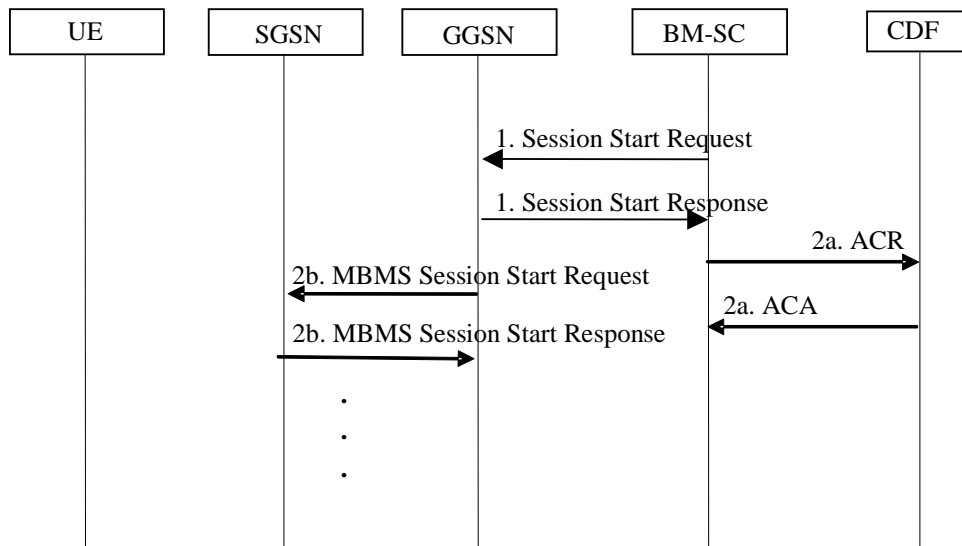 UE
SGSN
GGSN
BM-SC
CDF
1. Session Start Request
1. Session Start Response
2a. ACR
2b. MBMS Session Start Request
2a. ACA
2b. MBMS Session Start Response
.
.
.